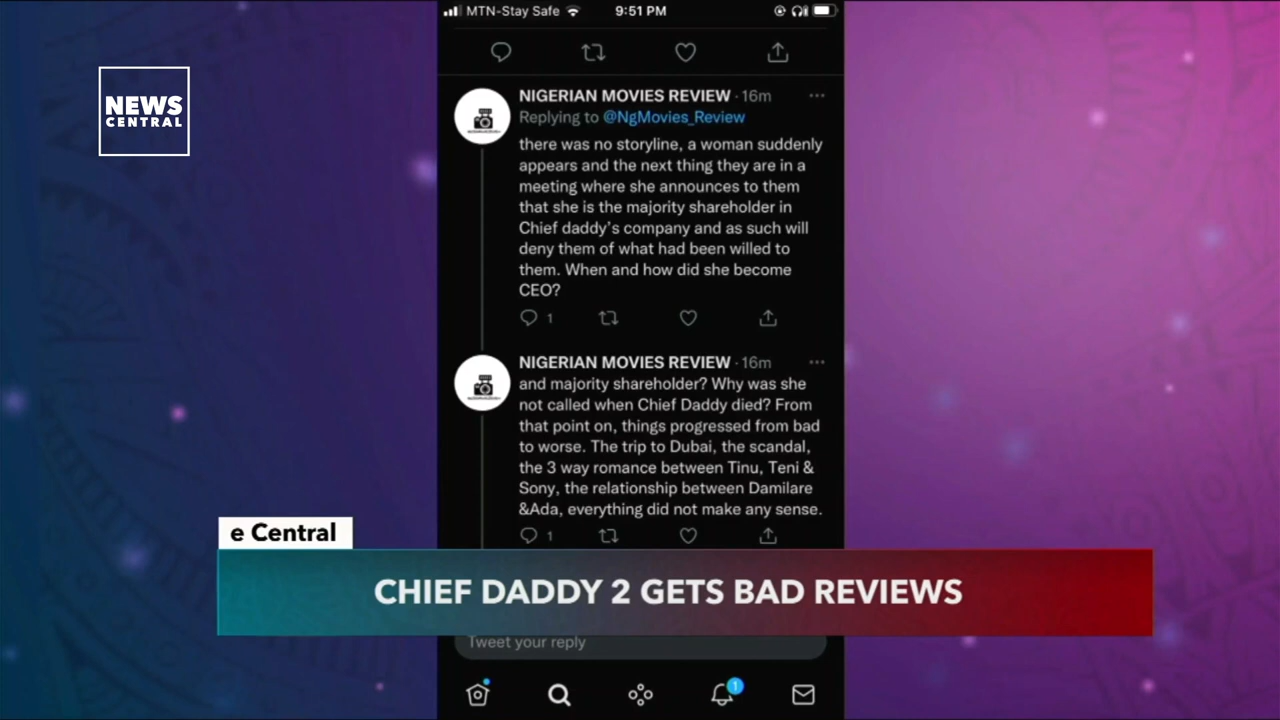 MTN-Stay Safe
9:51 PM
NEWS
CENTRAL
NIGERIAN MOVIES REVIEW · 16m
Replying to @NgMovies_Review
there was no storyline, a woman suddenly
appears and the next thing they are in a
meeting where she announces to them
that she is the majority shareholder in
Chief daddy's company and as such will
deny them of what had been willed to
them. When and how did she become
CEO?
1
NIGERIAN MOVIES REVIEW · 16m
and majority shareholder? Why was she
not called when Chief Daddy died? From
that point on, things progressed from bad
to worse. The trip to Dubai, the scandal,
the 3 way romance between Tinu, Teni &
Sony, the relationship between Damilare
&Ada, everything did not make any sense.
1
e Central
CHIEF DADDY 2 GETS BAD REVIEWS
Tweet your reply
1